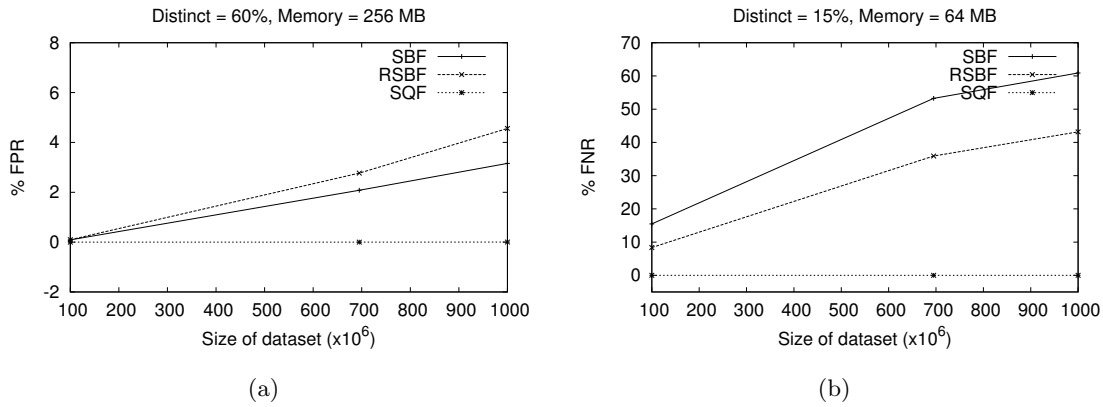 Distinct = 60%, Memory = 256 MB
8
6
4
2
0
-2
% FPR
SBF
RSBF
SQF
100 200 300 400 500 600 700 800 900 1000
Size of dataset (x10^6)
(a)
Distinct = 15%, Memory = 64 MB
70
60
50
40
30
20
10
0
% FNR
SBF
RSBF
SQF
100 200 300 400 500 600 700 800 900 1000
Size of dataset (x10^6)
(b)